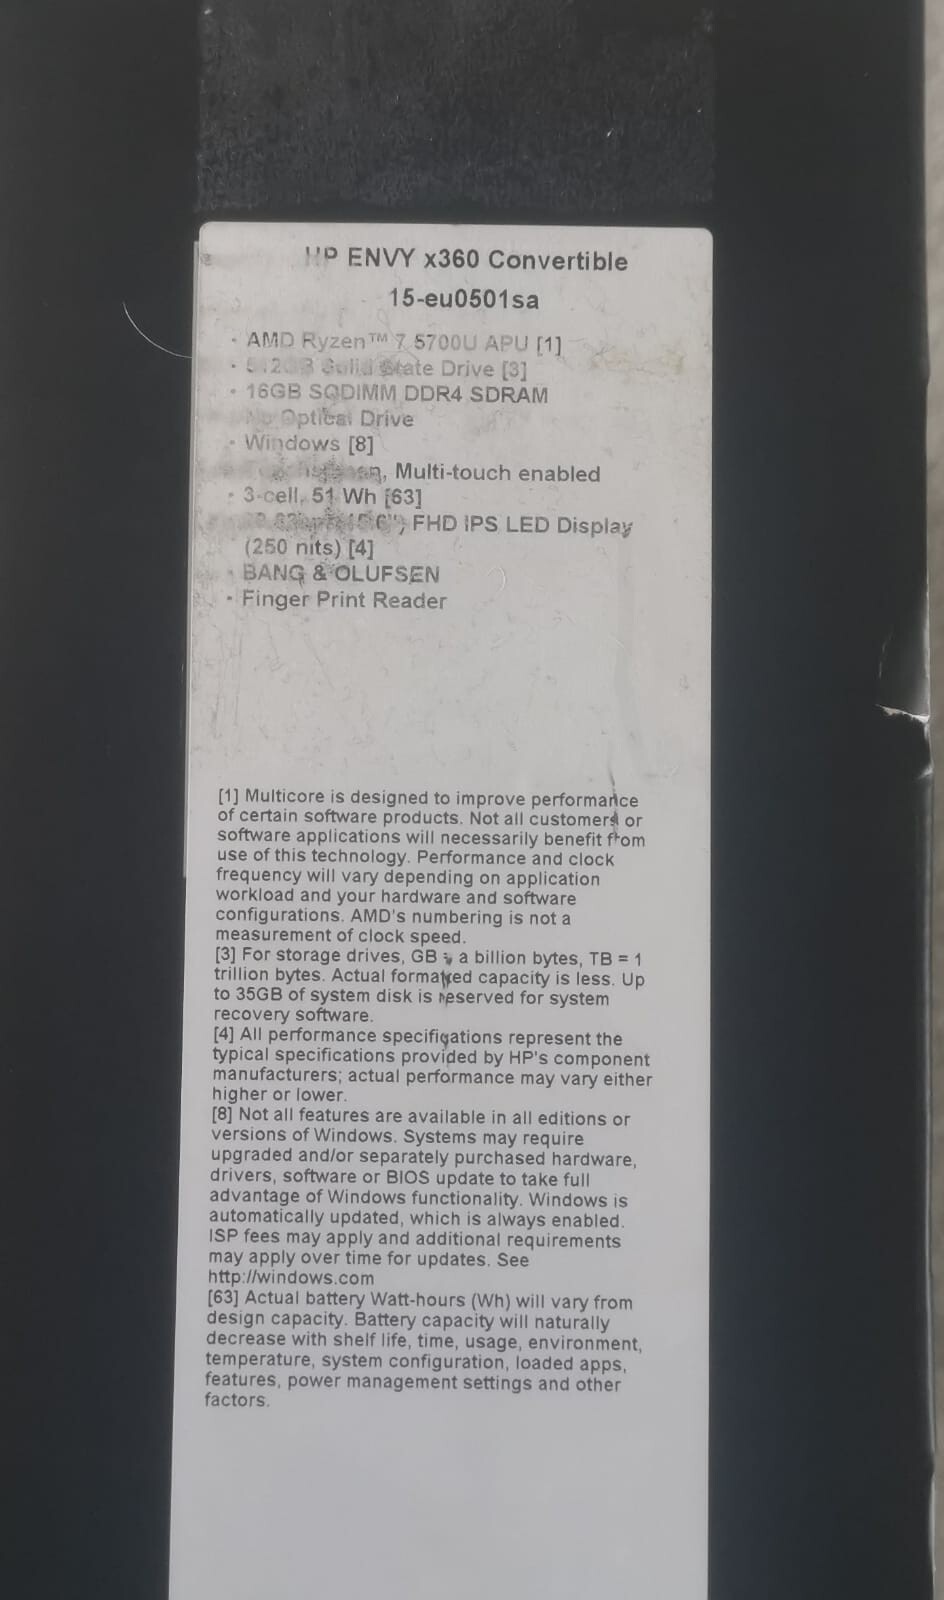 HP ENVY x360 Convertible
15-eu0501sa
· AMD Ryzen™ 7 5700U APU [1]
· 512GB Solid State Drive [3]
· 16GB SODIMM DDR4 SDRAM
No Optical Drive
· Windows [8]
Multi-touch enabled
· 3-cell, 51 Wh [63]
FHD IPS LED Display
(250 nits) [4]
· BANG & OLUFSEN
· Finger Print Reader
[1] Multicore is designed to improve performance
of certain software products. Not all customers or
software applications will necessarily benefit from
use of this technology. Performance and clock
frequency will vary depending on application
workload and your hardware and software
configurations. AMD's numbering is not a
measurement of clock speed.
[3] For storage drives, GB = a billion bytes, TB = 1
trillion bytes. Actual formatted capacity is less. Up
to 35GB of system disk is reserved for system
recovery software.
[4] All performance specifications represent the
typical specifications provided by HP's component
manufacturers; actual performance may vary either
higher or lower.
[8] Not all features are available in all editions or
versions of Windows. Systems may require
upgraded and/or separately purchased hardware,
drivers, software or BIOS update to take full
advantage of Windows functionality. Windows is
automatically updated, which is always enabled.
ISP fees may apply and additional requirements
may apply over time for updates. See
http://windows.com
[63] Actual battery Watt-hours (Wh) will vary from
design capacity. Battery capacity will naturally
decrease with shelf life, time, usage, environment,
temperature, system configuration, loaded apps,
features, power management settings and other
factors.